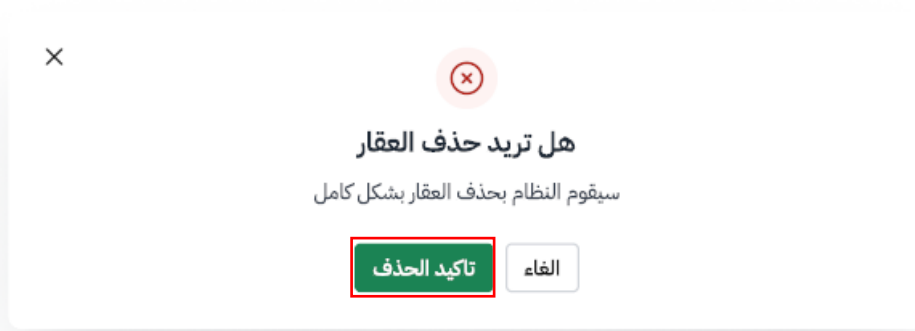 هل تريد حذف العقار
سيقوم النظام بحذف العقار بشكل كامل
الغاء
تاكيد الحذف